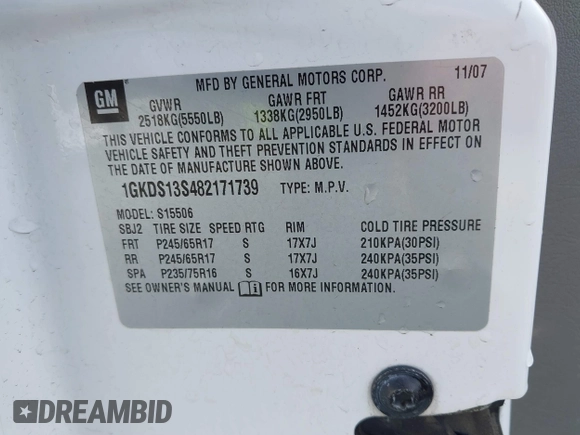 GM
MFD BY GENERAL MOTORS CORP. 11/07
GVWR GAWR FRT GAWR RR
2518KG(5550LB) 1338KG(2950LB) 1452KG(3200LB)
THIS VEHICLE CONFORMS TO ALL APPLICABLE U.S. FEDERAL MOTOR
VEHICLE SAFETY AND THEFT PREVENTION STANDARDS IN EFFECT ON
THE DATE OF MANUFACTURE SHOWN ABOVE.
1GKDS13S482171739 TYPE: M.P.V.
MODEL: S15506
SBJ2 TIRE SIZE SPEED RTG RIM COLD TIRE PRESSURE
FRT P245/65R17 S 17X7J 210KPA(30PSI)
RR P245/65R17 S 17X7J 240KPA(35PSI)
SPA P235/75R16 S 16X7J 240KPA(35PSI)
SEE OWNER'S MANUAL FOR MORE INFORMATION.
DREAMBID